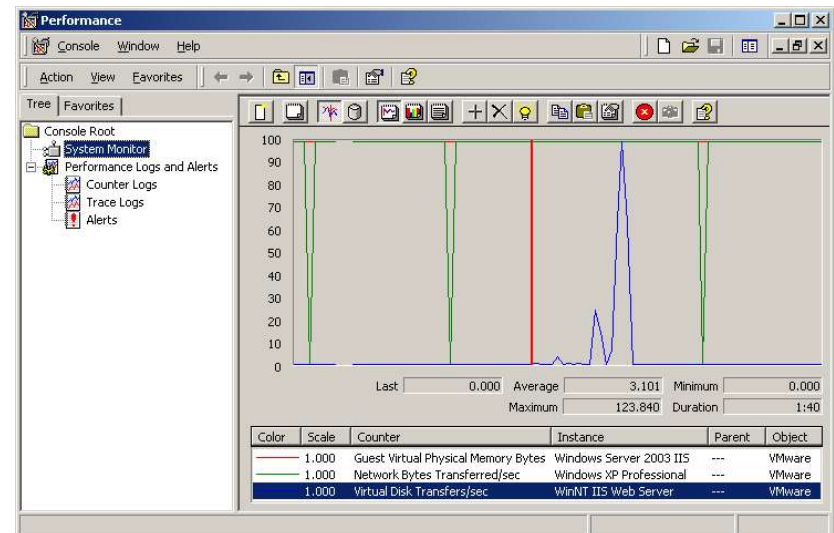 Performance
Console Window Help
Action View Favorites
Tree Favorites
Console Root
System Monitor
Performance Logs and Alerts
Counter Logs
Trace Logs
Alerts
100
90
80
70
60
50
40
30
20
10
0
Last 0.000 Average 3.101 Minimum 0.000
Maximum 123.840 Duration 1:40
Color Scale Counter Instance Parent Object
1.000 Guest Virtual Physical Memory Bytes Windows Server 2003 IIS --- VMware
1.000 Network Bytes Transferred/sec Windows XP Professional --- VMware
1.000 Virtual Disk Transfers/sec WinNT IIS Web Server --- VMware